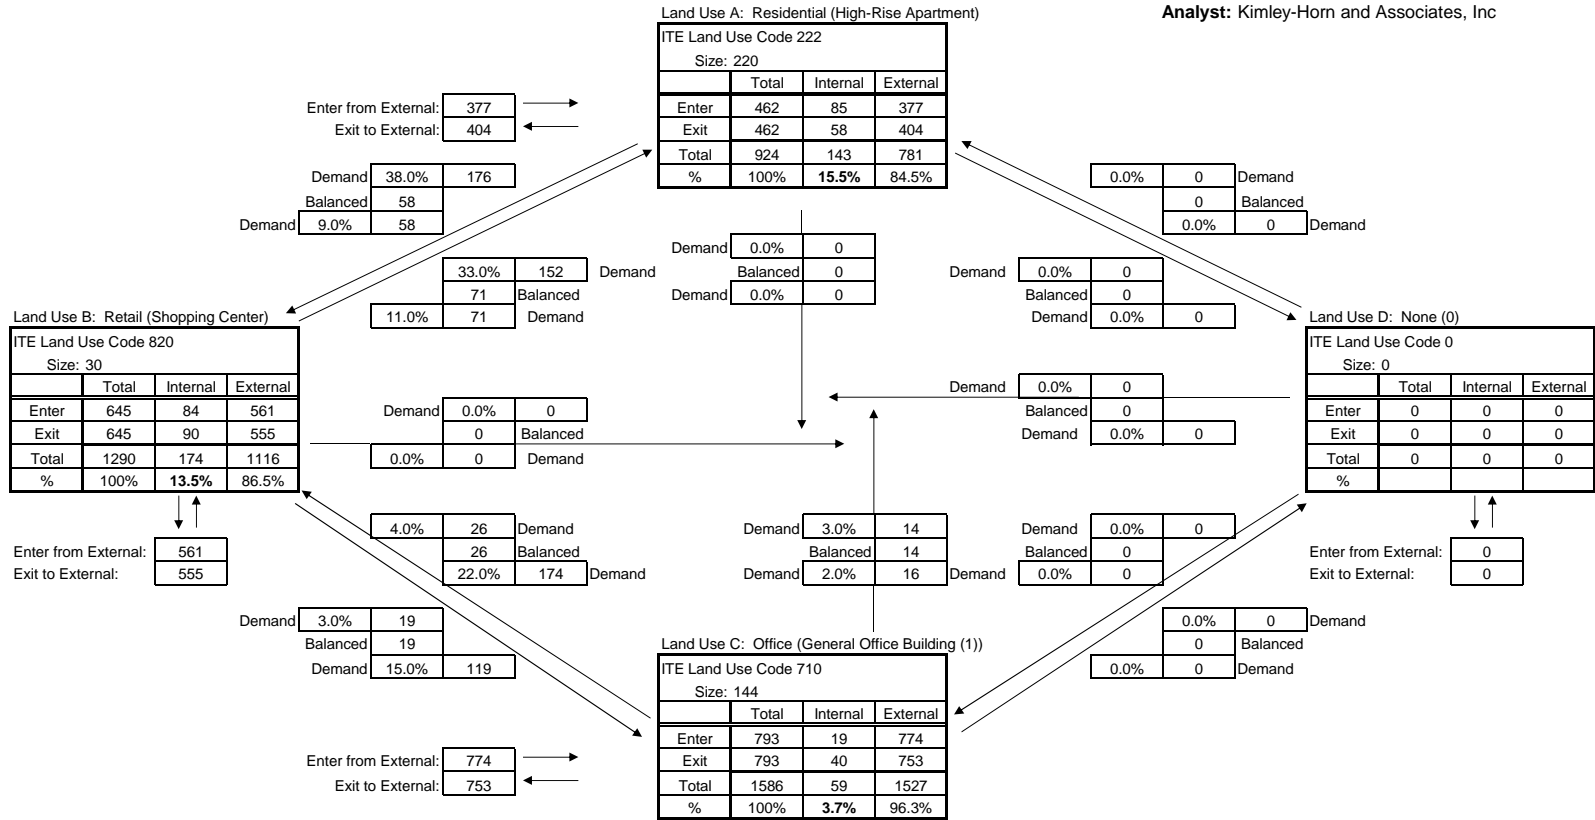 Land Use A: Residential (High-Rise Apartment)
Analyst: Kimley-Horn and Associates, Inc
ITE Land Use Code 222
Size: 220
Total Internal External
Enter 462 85 377
Exit 462 58 404
Total 924 143 781
% 100% 15.5% 84.5%
Enter from External: 377
Exit to External: 404
Demand 38.0% 176
Balanced 58
Demand 9.0% 58
0.0% 0 Demand
0 Balanced
0.0% 0 Demand
Demand 0.0% 0
Balanced 0
Demand 0.0% 0
33.0% 152 Demand
71 Balanced
11.0% 71 Demand
Demand 0.0% 0
Balanced 0
Demand 0.0% 0
Land Use B: Retail (Shopping Center)
ITE Land Use Code 820
Size: 30
Total Internal External
Enter 645 84 561
Exit 645 90 555
Total 1290 174 1116
% 100% 13.5% 86.5%
Enter from External: 561
Exit to External: 555
Demand 0.0% 0
0 Balanced
0.0% 0 Demand
Demand 0.0% 0
Balanced 0
Demand 0.0% 0
Land Use D: None (0)
ITE Land Use Code 0
Size: 0
Total Internal External
Enter 0 0 0
Exit 0 0 0
Total 0 0 0
%
Enter from External: 0
Exit to External: 0
4.0% 26 Demand
26 Balanced
22.0% 174 Demand
Demand 3.0% 14
Balanced 14
Demand 2.0% 16 Demand
Demand 0.0% 0
Balanced 0
0.0% 0
Demand 3.0% 19
Balanced 19
Demand 15.0% 119
0.0% 0 Demand
0 Balanced
0.0% 0 Demand
Land Use C: Office (General Office Building (1))
ITE Land Use Code 710
Size: 144
Total Internal External
Enter 793 19 774
Exit 793 40 753
Total 1586 59 1527
% 100% 3.7% 96.3%
Enter from External: 774
Exit to External: 753